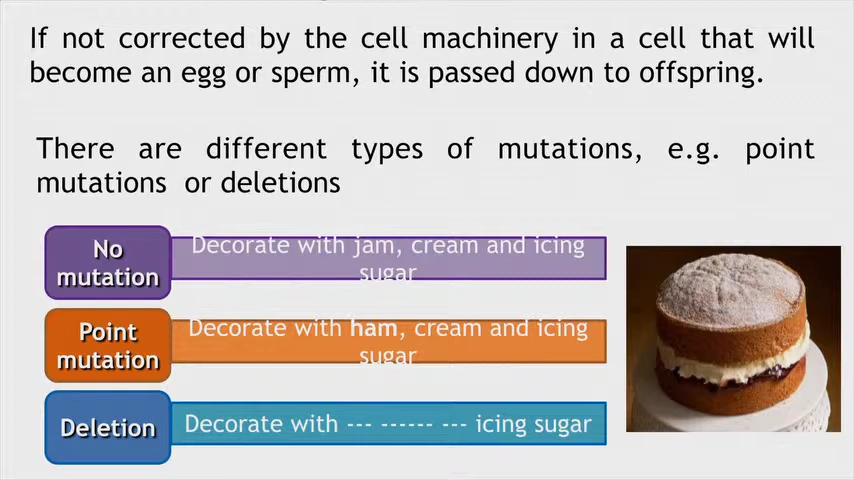 If not corrected by the cell machinery in a cell that will
become an egg or sperm, it is passed down to offspring.
There are different types of mutations, e.g. point
mutations or deletions
No
mutation
Decorate with jam, cream and icing
sugar
Point
mutation
Decorate with ham, cream and icing
sugar
Deletion
Decorate with --- ------ --- icing sugar